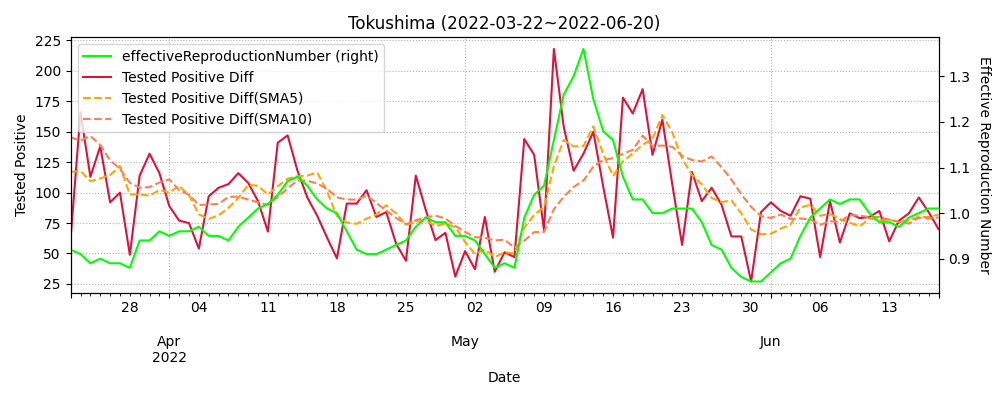 Tokushima (2022-03-22~2022-06-20)
effectiveReproductionNumber (right)
Tested Positive Diff
Tested Positive Diff(SMA5)
Tested Positive Diff(SMA10)
Tested Positive
225
200
175
150
125
100
75
50
25
1.3
1.2
1.1
1.0
0.9
Effective Reproduction Number
28 04 11 18 25 02 09 16 23 30 06 13
Apr May Jun
2022
Date